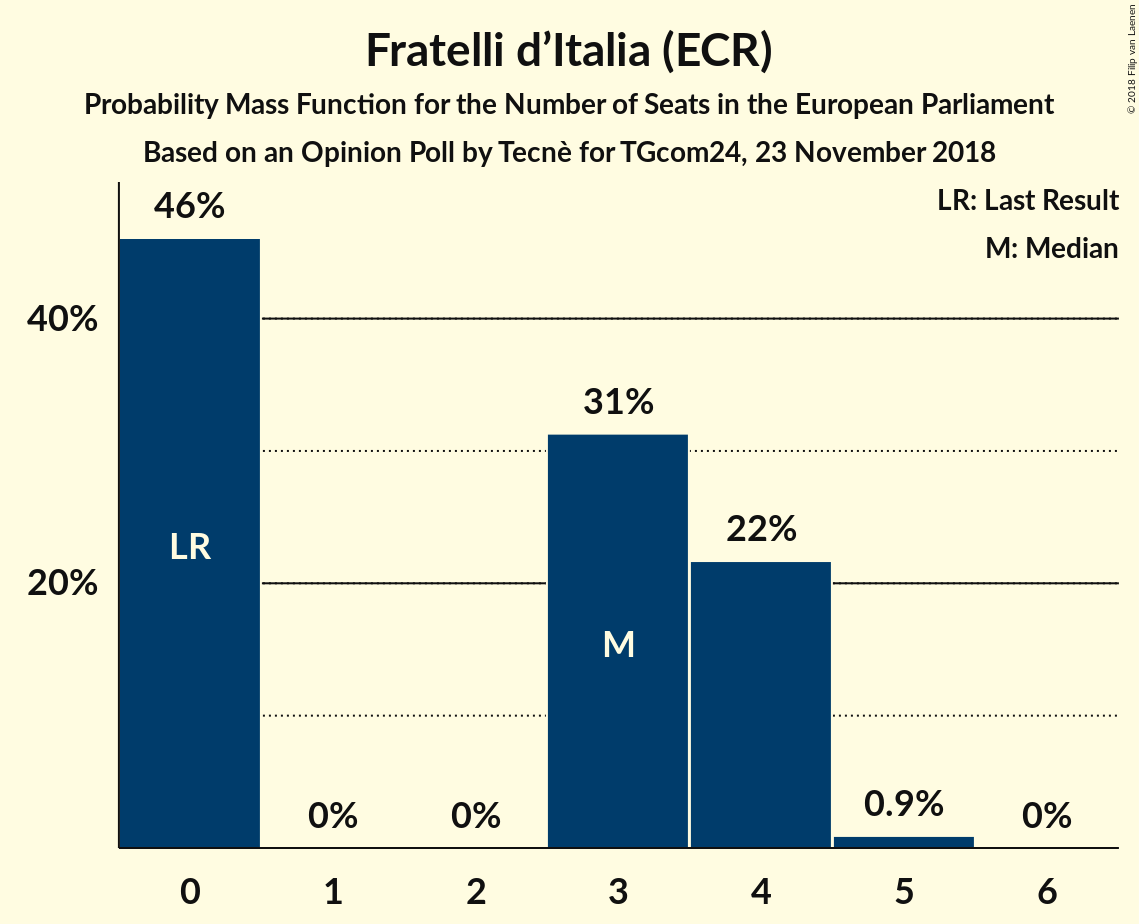 Fratelli d’Italia (ECR)
Probability Mass Function for the Number of Seats in the European Parliament
Based on an Opinion Poll by Tecnè for TGcom24, 23 November 2018
© 2018 Filip van Laenen
LR: Last Result
M: Median
46%
40%
31%
22%
LR
20%
M
0%
0%
0.9%
0%
0
1
2
3
4
5
6